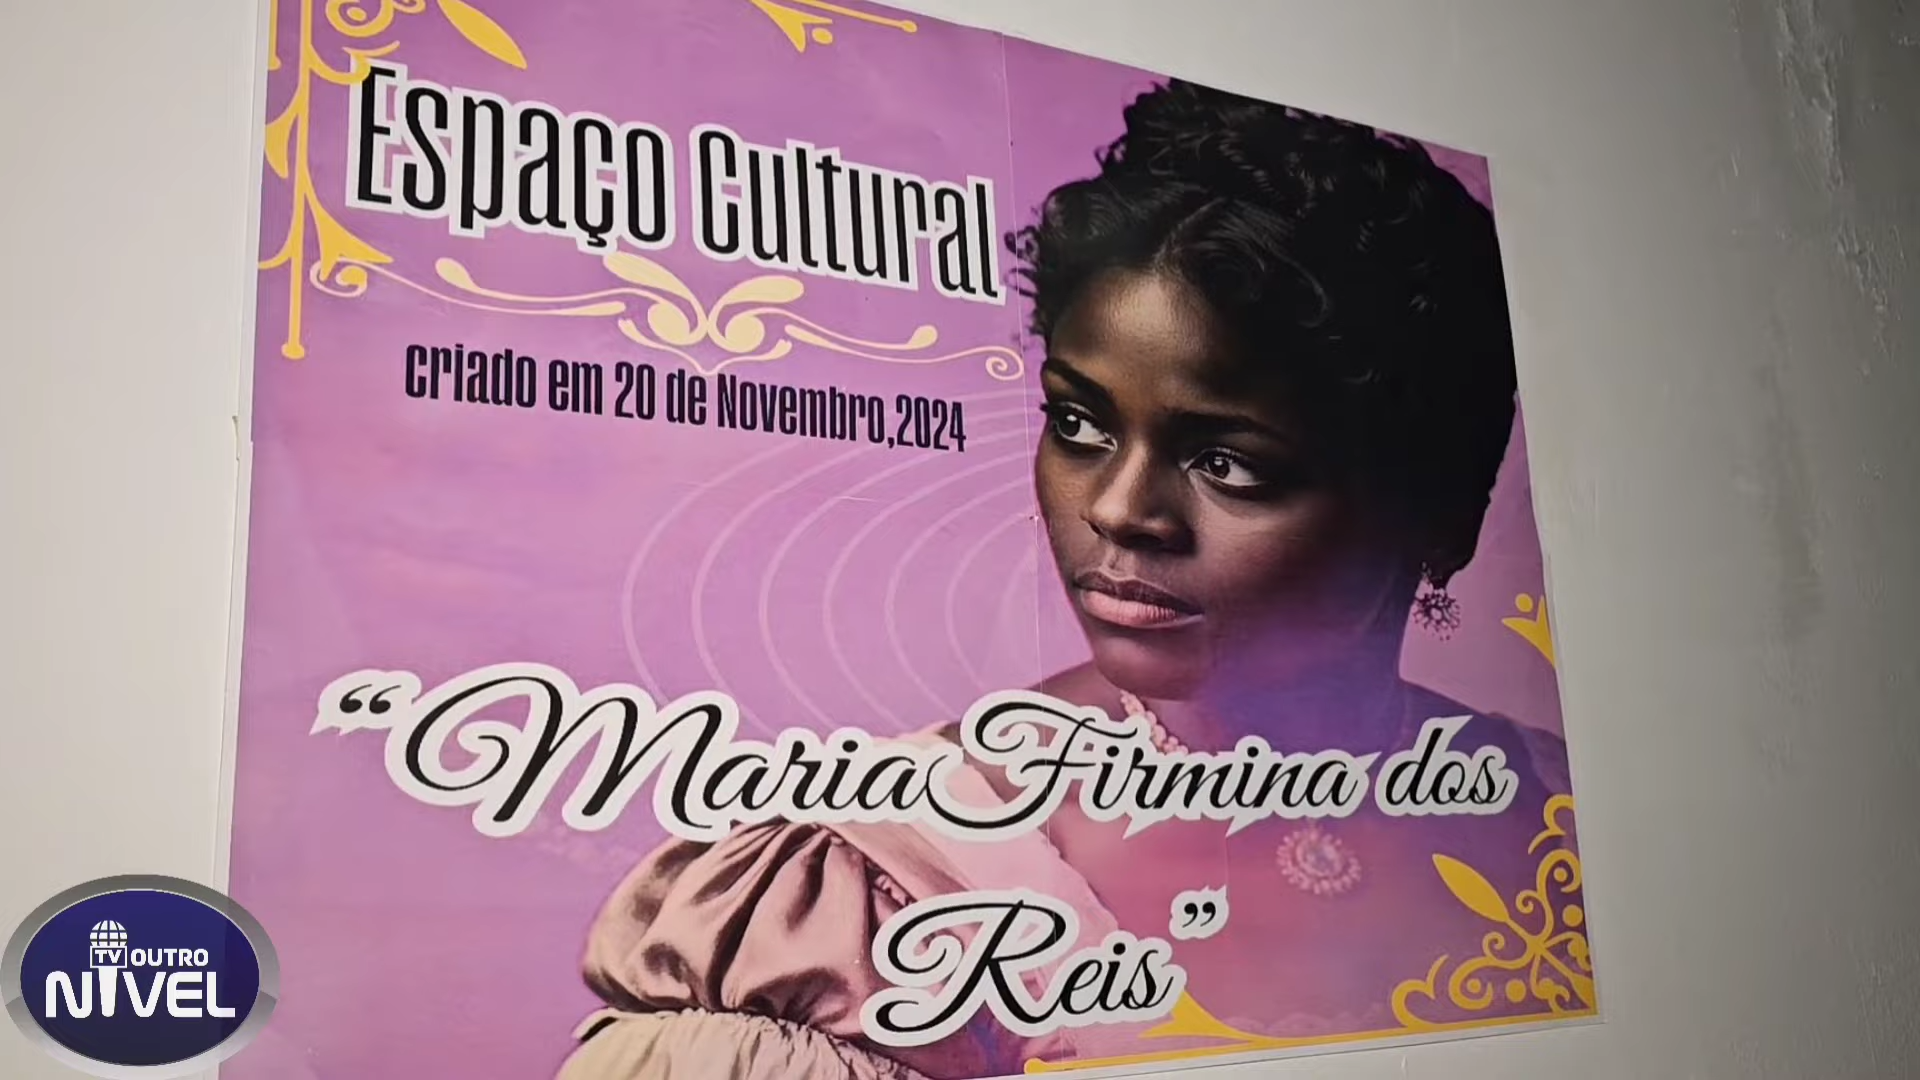 Espaço Cultural
criado em 20 de Novembro,2024
“Maria Firmina dos
Reis”
TV OUTRO
NIVEL